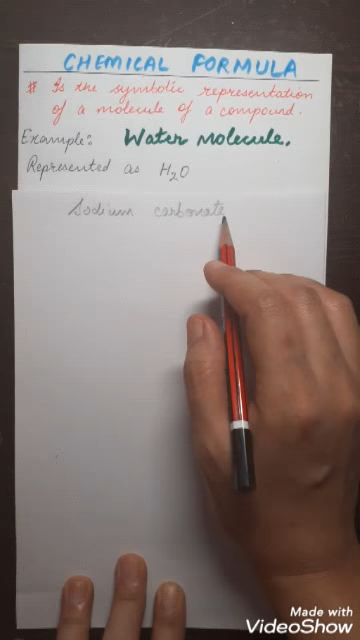 CHEMICAL FORMULA
# Is the symbolic representation
of a molecule of a compound.
Example: Water Molecule.
Represented as H₂O
Sodium carbonate
Made with
VideoShow